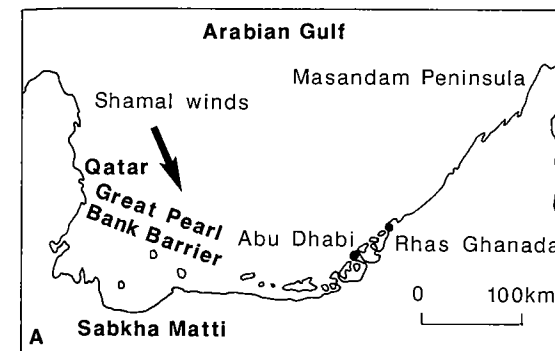 Arabian Gulf
Masandam Peninsula
Shamal winds
Qatar
Great Pearl
Bank Barrier
Abu Dhabi
Rhas Ghanada
0 100km
A
Sabkha Matti